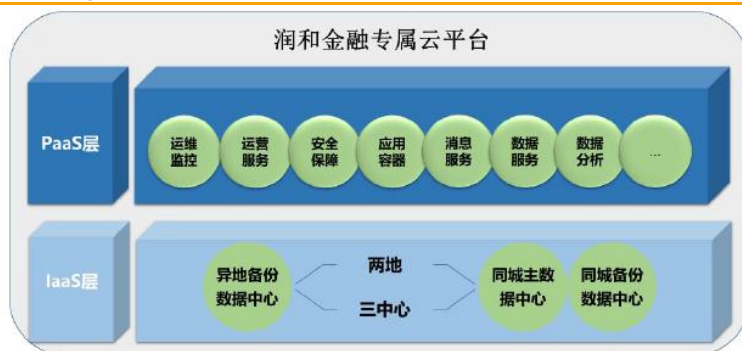 润和金融专属云平台
PaaS层
运维
监控
运营
服务
安全
保障
应用
容器
消息
服务
数据
服务
数据
分析
...
IaaS层
异地备份
数据中心
两地
三中心
同城主数
据中心
同城备份
数据中心